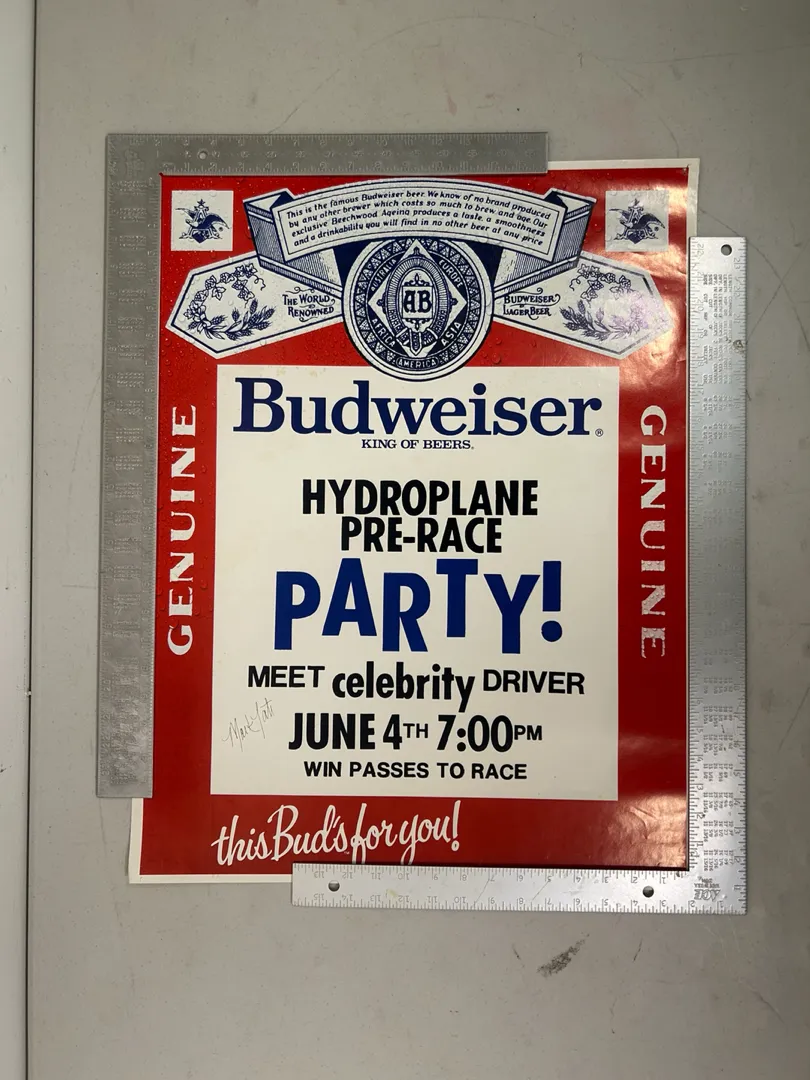 This is the famous Budweiser beer. We know of no brand produced
by any other brewer which costs so much to brew and age. Our
exclusive Beechwood Ageing produces a taste, a smoothness
and a drinkability you will find in no other beer at any price
THE WORLD
RENOWNED
BUDWEISER
LAGER BEER
AB
AMERICA
ASIA
Budweiser®
KING OF BEERS®
GENUINE
GENUINE
HYDROPLANE
PRE-RACE
PARTY!
MEET celebrity DRIVER
JUNE 4TH 7:00PM
WIN PASSES TO RACE
this Bud's for you!